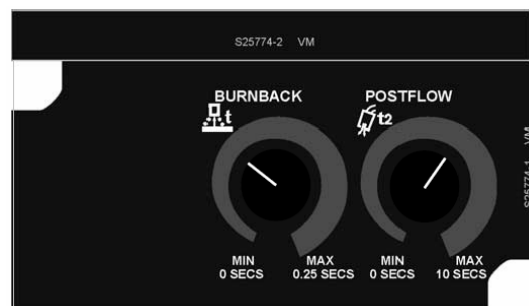 S25774-2 VM
BURNBACK
t
MIN
0 SECS
MAX
0.25 SECS
POSTFLOW
t2
MIN
0 SECS
MAX
10 SECS
S25774-1 VM